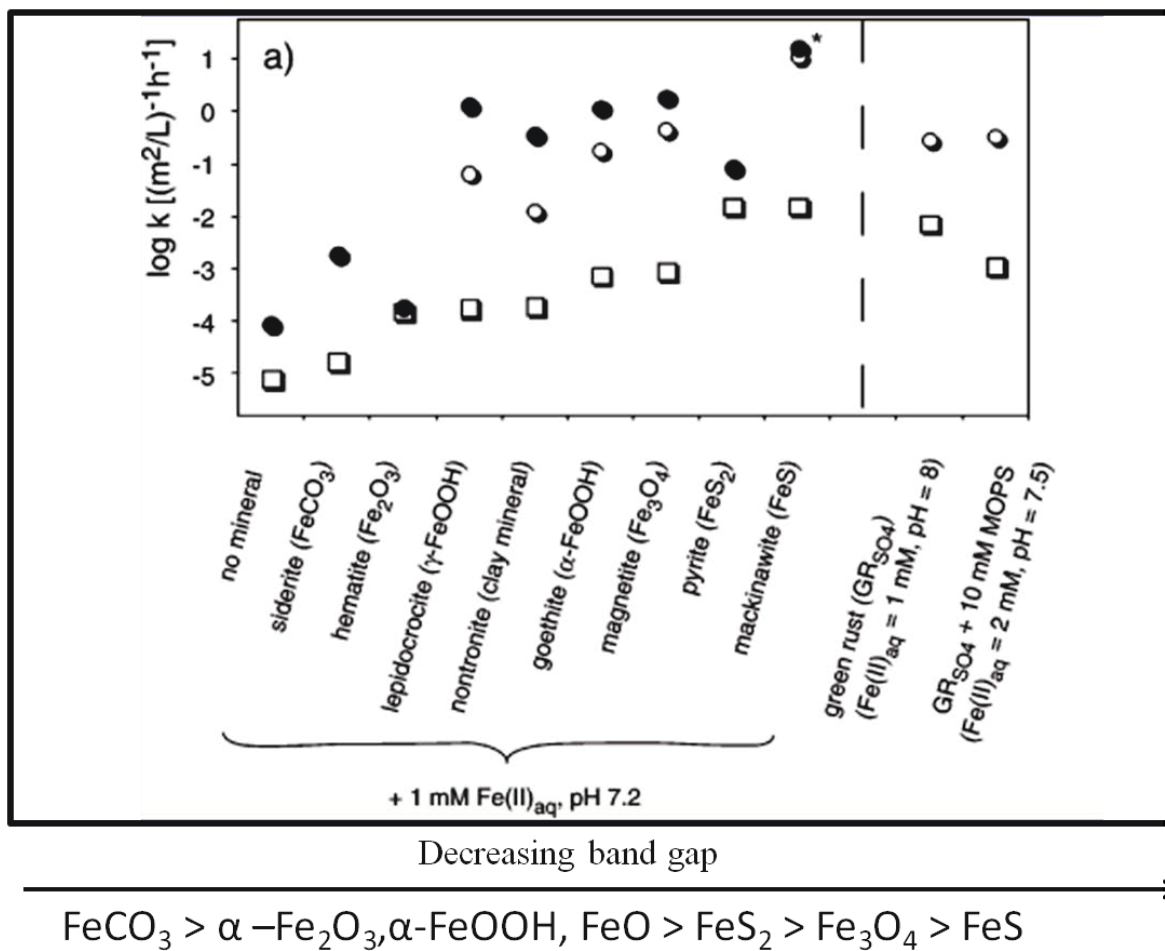 a)
log k [(m²/L)⁻¹h⁻¹]
1
0
-1
-2
-3
-4
-5
*
no mineral
siderite (FeCO₃)
hematite (Fe₂O₃)
lepidocrocite (γ-FeOOH)
nontronite (clay mineral)
goethite (α-FeOOH)
magnetite (Fe₃O₄)
pyrite (FeS₂)
mackinawite (FeS)
green rust (GR_SO4)
(Fe(II)_aq = 1 mM, pH = 8)
GR_SO4 + 10 mM MOPS
(Fe(II)_aq = 2 mM, pH = 7.5)
+ 1 mM Fe(II)_aq, pH 7.2
Decreasing band gap
FeCO₃ > α –Fe₂O₃,α-FeOOH, FeO > FeS₂ > Fe₃O₄ > FeS